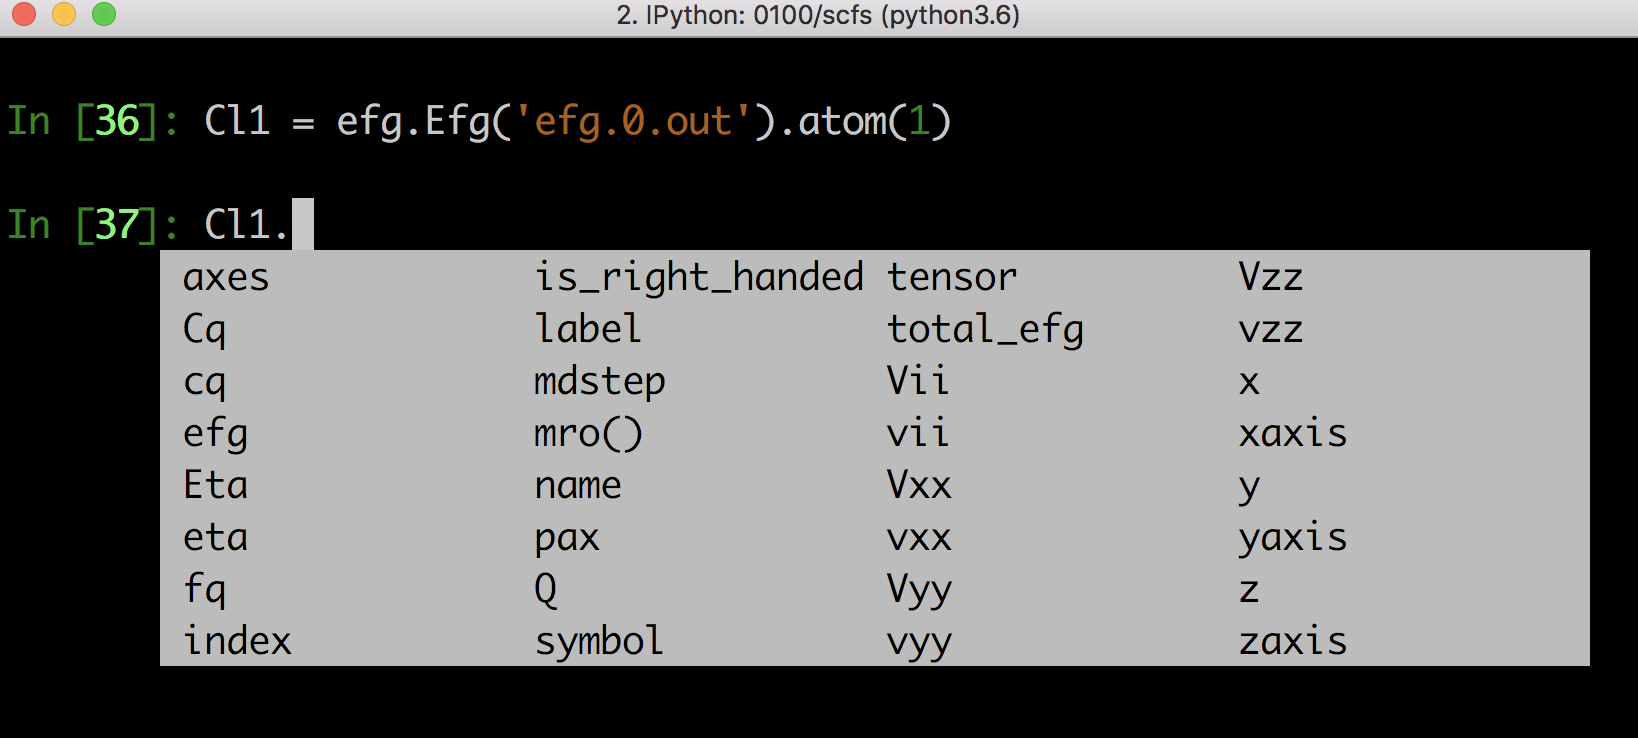 2. IPython: 0100/scfs (python3.6)
In [36]: Cl1 = efg.Efg('efg.0.out').atom(1)
In [37]: Cl1.
axes is_right_handed tensor Vzz
Cq label total_efg vzz
cq mdstep Vii x
efg mro() vii xaxis
Eta name Vxx y
eta pax vxx yaxis
fq Q Vyy z
index symbol vyy zaxis